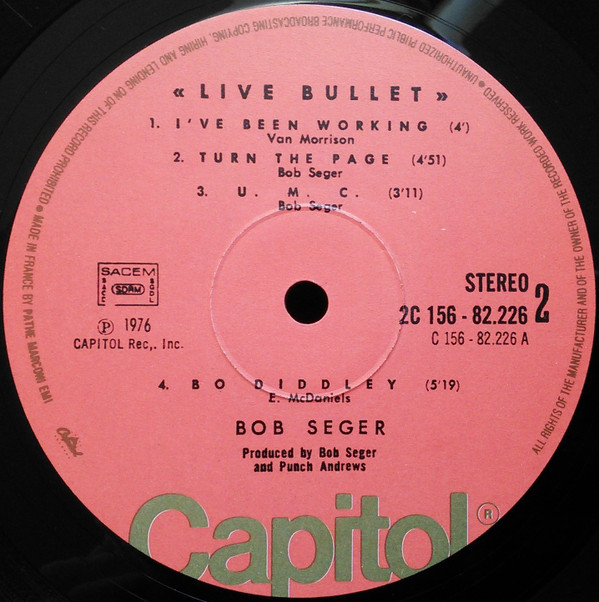 « LIVE BULLET »
1. I'VE BEEN WORKING (4')
Van Morrison
2. TURN THE PAGE (4'51)
Bob Seger
3. U. M. C. (3'11)
Bob Seger
SACEM
SACD SDRM SGDL
STEREO
2
2C 156 - 82.226
C 156 - 82.226 A
Ⓟ 1976
CAPITOL Rec,. Inc.
4. BO DIDDLEY (5'19)
E. McDaniels
BOB SEGER
Produced by Bob Seger
and Punch Andrews
Capitol ®
Capitol
ALL RIGHTS OF THE MANUFACTURER AND OF THE OWNER OF THE RECORDED WORK RESERVED ● UNAUTHORIZED PUBLIC PERFORMANCE BROADCASTING COPYING, HIRING AND LENDING ON OF THIS RECORD PROHIBITED ● MADE IN FRANCE BY PATHE MARCONI EMI